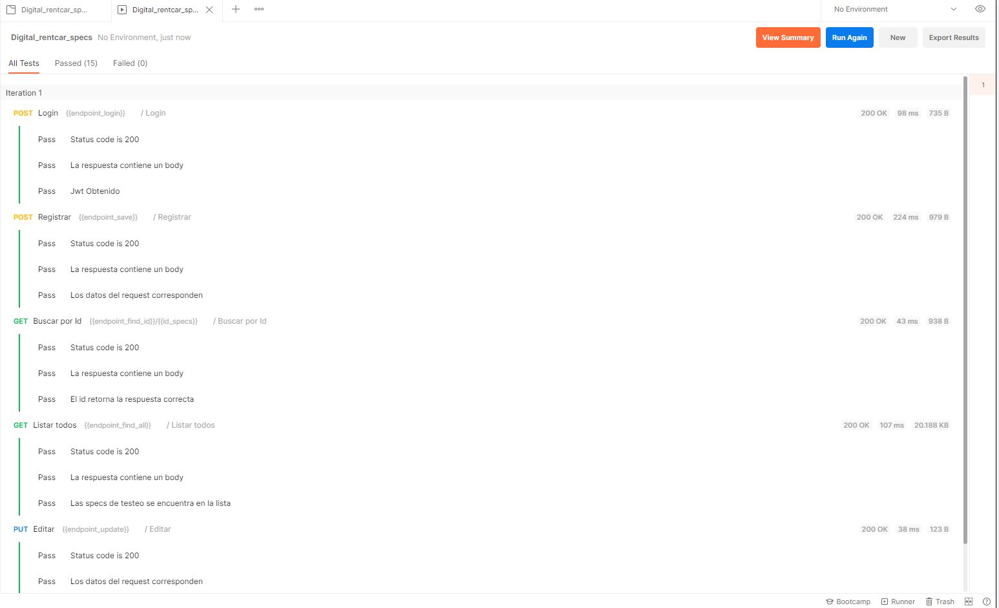 Digital_rentcar_sp... Digital_rentcar_sp... No Environment
Digital_rentcar_specs No Environment, just now View Summary Run Again New Export Results
All Tests Passed (15) Failed (0)
Iteration 1 1
POST Login {{endpoint_login}} / Login 200 OK 98 ms 735 B
Pass Status code is 200
Pass La respuesta contiene un body
Pass Jwt Obtenido
POST Registrar {{endpoint_save}} / Registrar 200 OK 224 ms 979 B
Pass Status code is 200
Pass La respuesta contiene un body
Pass Los datos del request corresponden
GET Buscar por Id {{endpoint_find_id}}/{{id_specs}} / Buscar por Id 200 OK 43 ms 938 B
Pass Status code is 200
Pass La respuesta contiene un body
Pass El id retorna la respuesta correcta
GET Listar todos {{endpoint_find_all}} / Listar todos 200 OK 107 ms 20.188 KB
Pass Status code is 200
Pass La respuesta contiene un body
Pass Las specs de testeo se encuentra en la lista
PUT Editar {{endpoint_update}} / Editar 200 OK 38 ms 123 B
Pass Status code is 200
Pass Los datos del request corresponden
Bootcamp Runner Trash